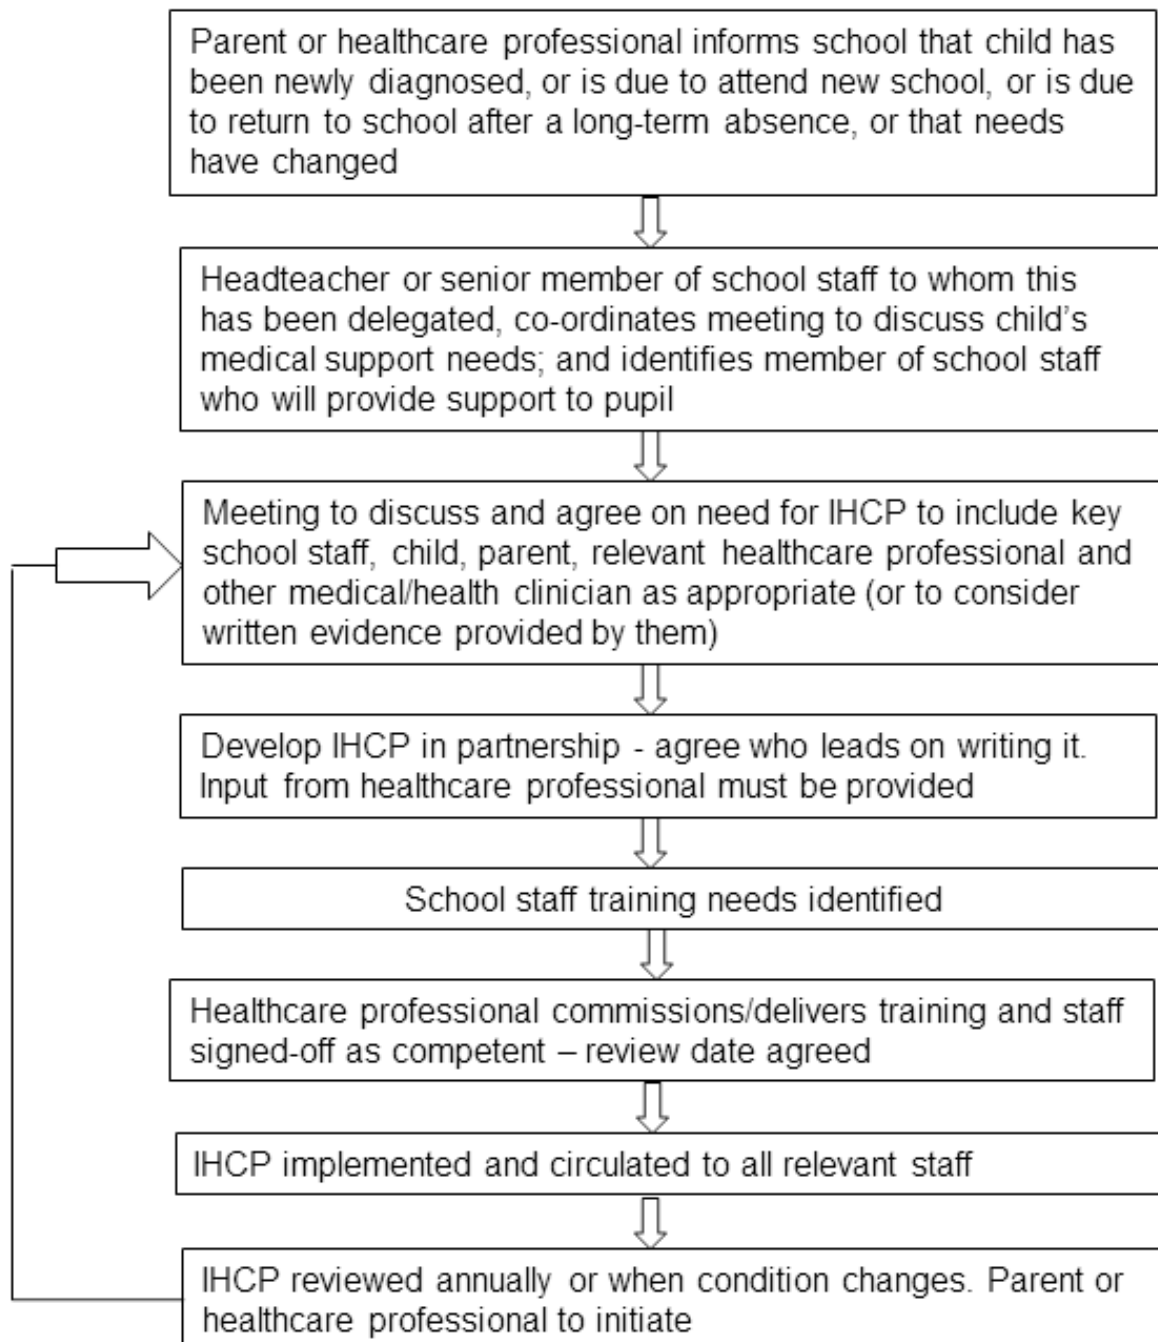 Parent or healthcare professional informs school that child has
been newly diagnosed, or is due to attend new school, or is due
to return to school after a long-term absence, or that needs
have changed
Headteacher or senior member of school staff to whom this
has been delegated, co-ordinates meeting to discuss child's
medical support needs; and identifies member of school staff
who will provide support to pupil
Meeting to discuss and agree on need for IHCP to include key
school staff, child, parent, relevant healthcare professional and
other medical/health clinician as appropriate (or to consider
written evidence provided by them)
Develop IHCP in partnership - agree who leads on writing it.
Input from healthcare professional must be provided
School staff training needs identified
Healthcare professional commissions/delivers training and staff
signed-off as competent – review date agreed
IHCP implemented and circulated to all relevant staff
IHCP reviewed annually or when condition changes. Parent or
healthcare professional to initiate